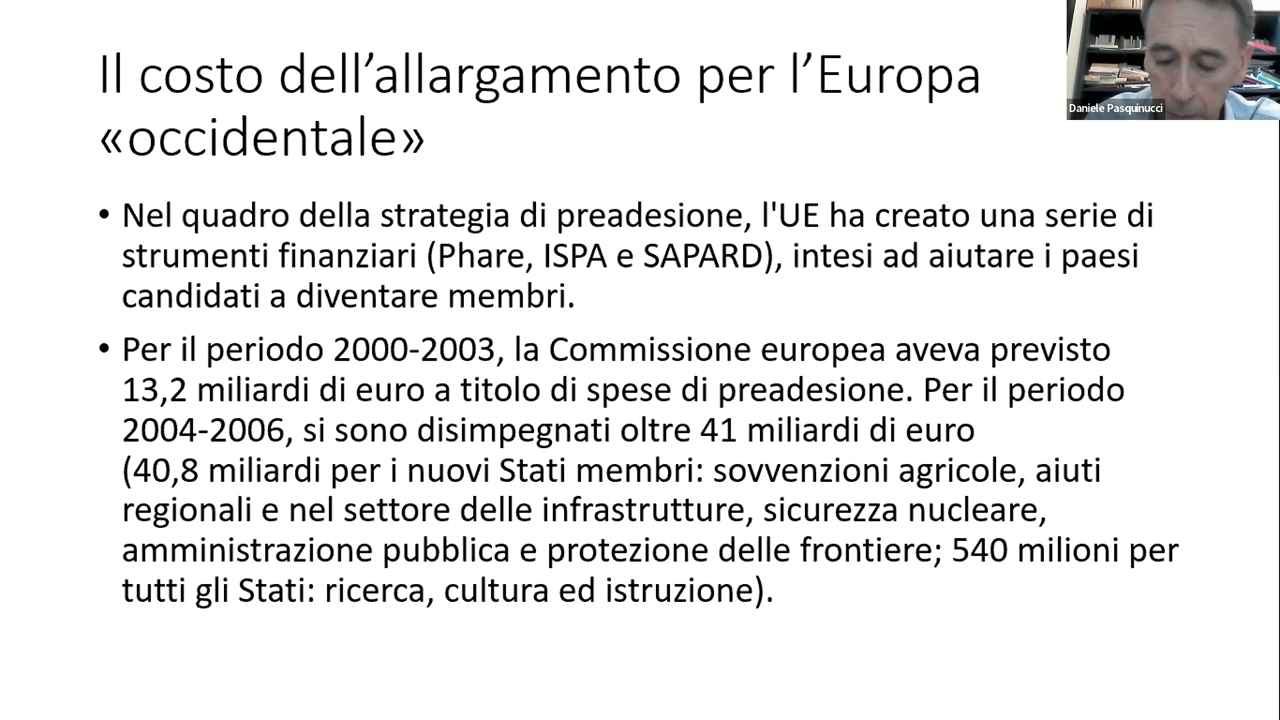 Il costo dell’allargamento per l’Europa
«occidentale»
Daniele Pasquinucci
• Nel quadro della strategia di preadesione, l'UE ha creato una serie di
strumenti finanziari (Phare, ISPA e SAPARD), intesi ad aiutare i paesi
candidati a diventare membri.
• Per il periodo 2000-2003, la Commissione europea aveva previsto
13,2 miliardi di euro a titolo di spese di preadesione. Per il periodo
2004-2006, si sono disimpegnati oltre 41 miliardi di euro
(40,8 miliardi per i nuovi Stati membri: sovvenzioni agricole, aiuti
regionali e nel settore delle infrastrutture, sicurezza nucleare,
amministrazione pubblica e protezione delle frontiere; 540 milioni per
tutti gli Stati: ricerca, cultura ed istruzione).